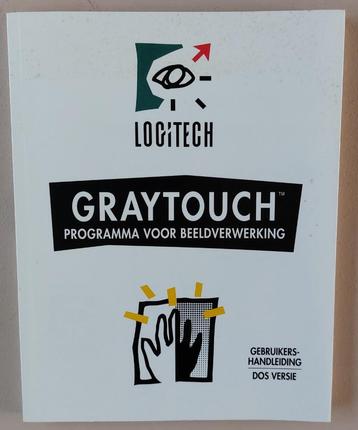 LOGITECH
GRAYTOUCH™
PROGRAMMA VOOR BEELDVERWERKING
GEBRUIKERS-
HANDLEIDING
DOS VERSIE